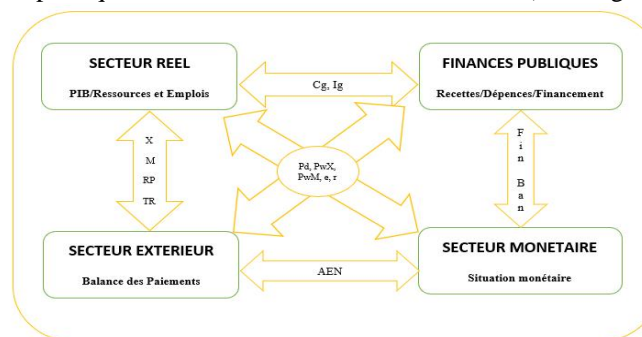 SECTEUR REEL
PIB/Ressources et Emplois
Cg, Ig
FINANCES PUBLIQUES
Recettes/Dépences/Financement
X
M
RP
TR
Pd, PwX,
PwM, e, r
F
i
n
B
a
n
SECTEUR EXTERIEUR
Balance des Paiements
AEN
SECTEUR MONETAIRE
Situation monétaire